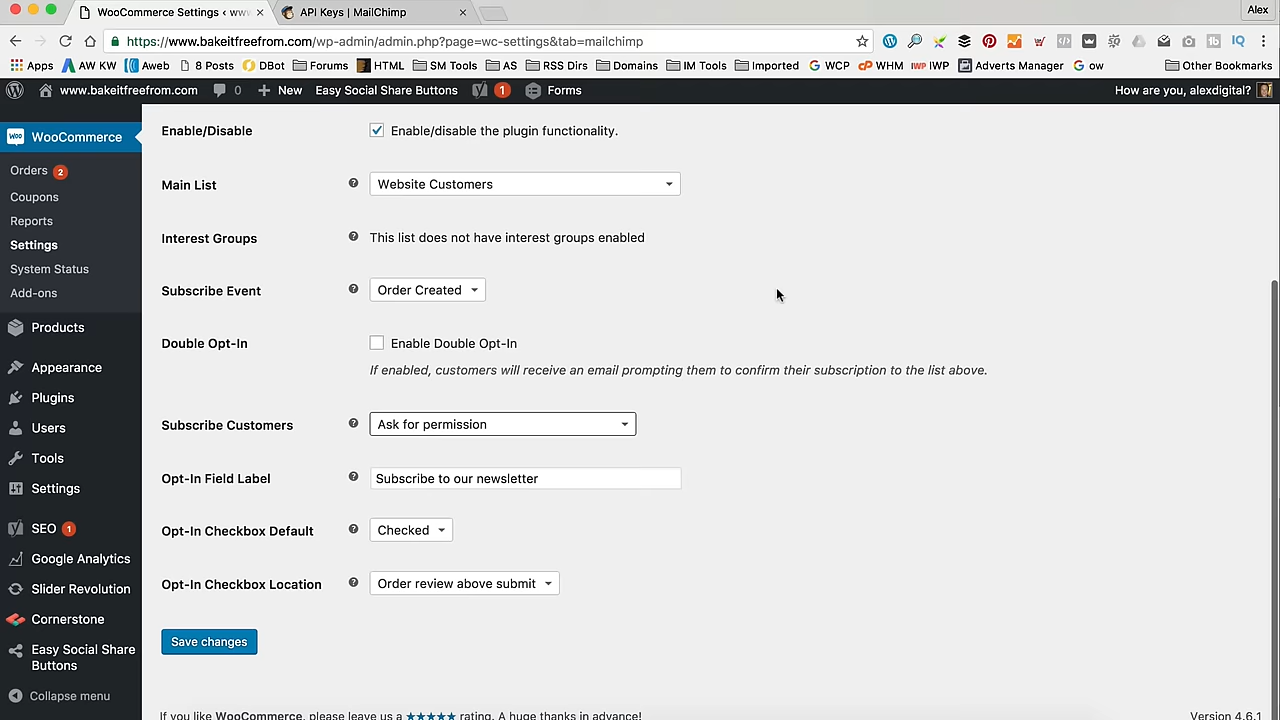 WooCommerce Settings ‹ ww
API Keys | MailChimp
Alex
https://www.bakeitfreefrom.com/wp-admin/admin.php?page=wc-settings&tab=mailchimp
Apps AW KW Aweb 8 Posts DBot Forums HTML SM Tools AS RSS Dirs Domains IM Tools Imported WCP WHM IWP Adverts Manager ow Other Bookmarks
www.bakeitfreefrom.com 0 New Easy Social Share Buttons 1 Forms How are you, alexdigital
WooCommerce
Orders 2
Coupons
Reports
Settings
System Status
Add-ons
Products
Appearance
Plugins
Users
Tools
Settings
SEO 1
Google Analytics
Slider Revolution
Cornerstone
Easy Social Share
Buttons
Collapse menu
Enable/Disable Enable/disable the plugin functionality.
Main List Website Customers
Interest Groups This list does not have interest groups enabled
Subscribe Event Order Created
Double Opt-In Enable Double Opt-In
If enabled, customers will receive an email prompting them to confirm their subscription to the list above.
Subscribe Customers Ask for permission
Opt-In Field Label Subscribe to our newsletter
Opt-In Checkbox Default Checked
Opt-In Checkbox Location Order review above submit
Save changes
If you like WooCommerce, please leave us a ★★★★★ rating. A huge thanks in advance!
Version 4.6.1